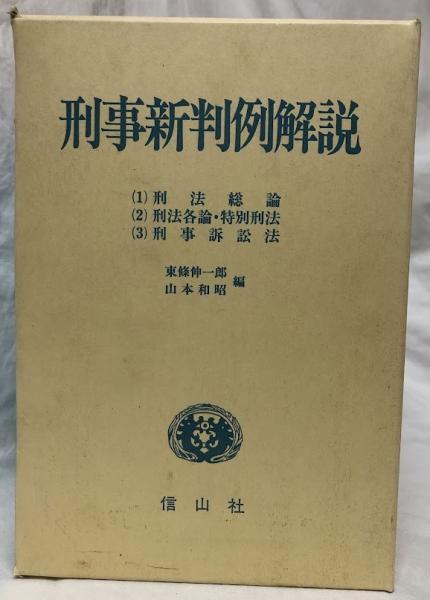 刑事新判例解説
(1)刑法総論
(2)刑法各論・特別刑法
(3)刑事訴訟法
東條伸一郎
山本和昭 編
信山社